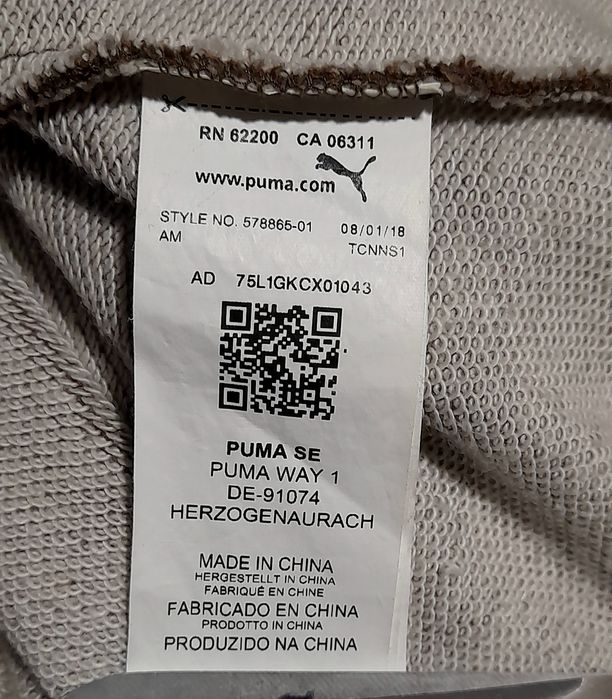 RN 62200 CA 06311
www.puma.com
STYLE NO. 578865-01 08/01/18
AM TCNNS1
AD 75L1GKCX01043
PUMA SE
PUMA WAY 1
DE-91074
HERZOGENAURACH
MADE IN CHINA
HERGESTELLT IN CHINA
FABRIQUÉ EN CHINE
FABRICADO EN CHINA
PRODOTTO IN CHINA
PRODUZIDO NA CHINA